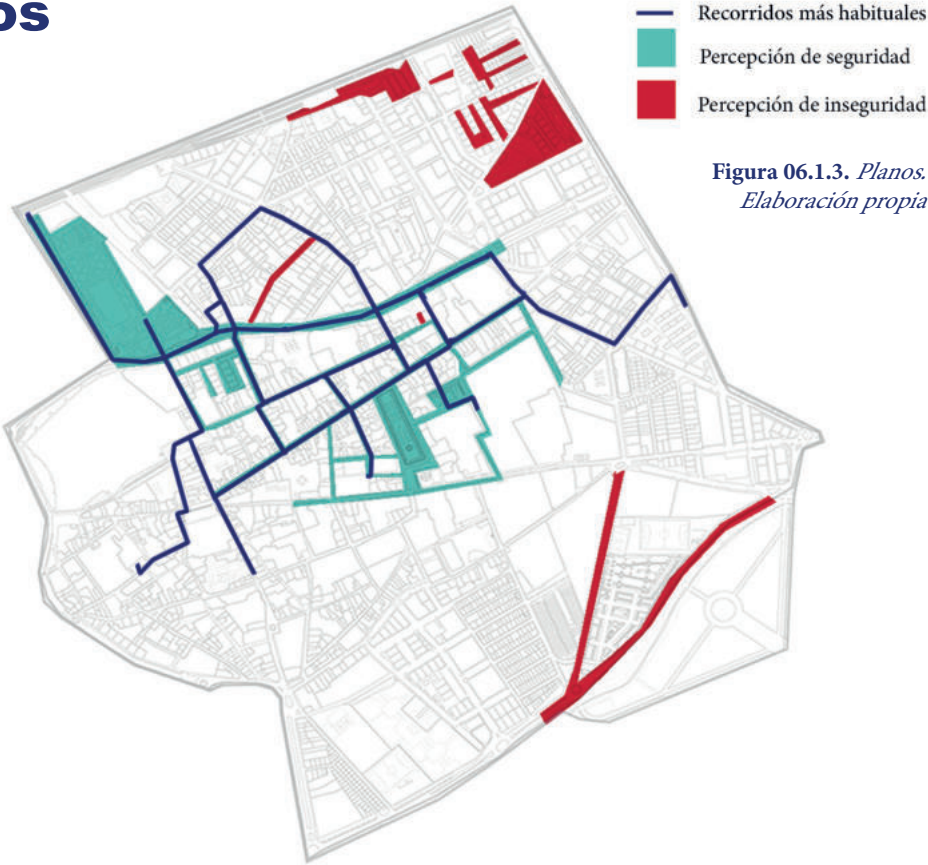 os
Recorridos más habituales
Percepción de seguridad
Percepción de inseguridad
Figura 06.1.3. Planos.
Elaboración propia